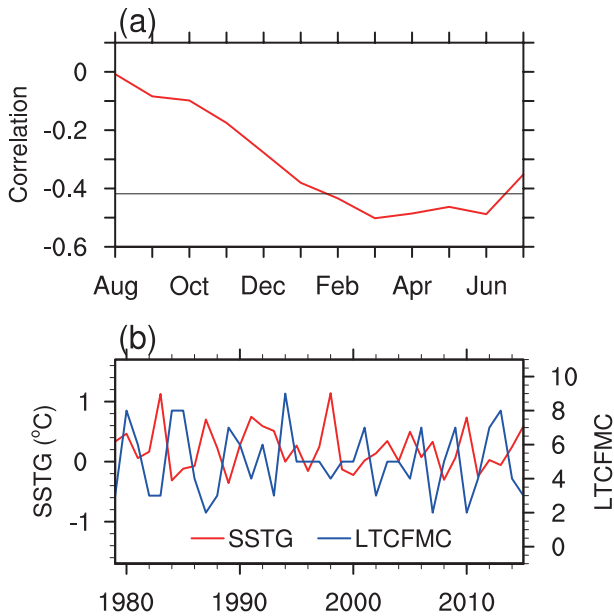 (a)
0
-0.2
-0.4
-0.6
Correlation
Aug Oct Dec Feb Apr Jun
(b)
1
0
-1
SSTG (°C)
10
8
6
4
2
0
LTCFMC
SSTG LTCFMC
1980 1990 2000 2010